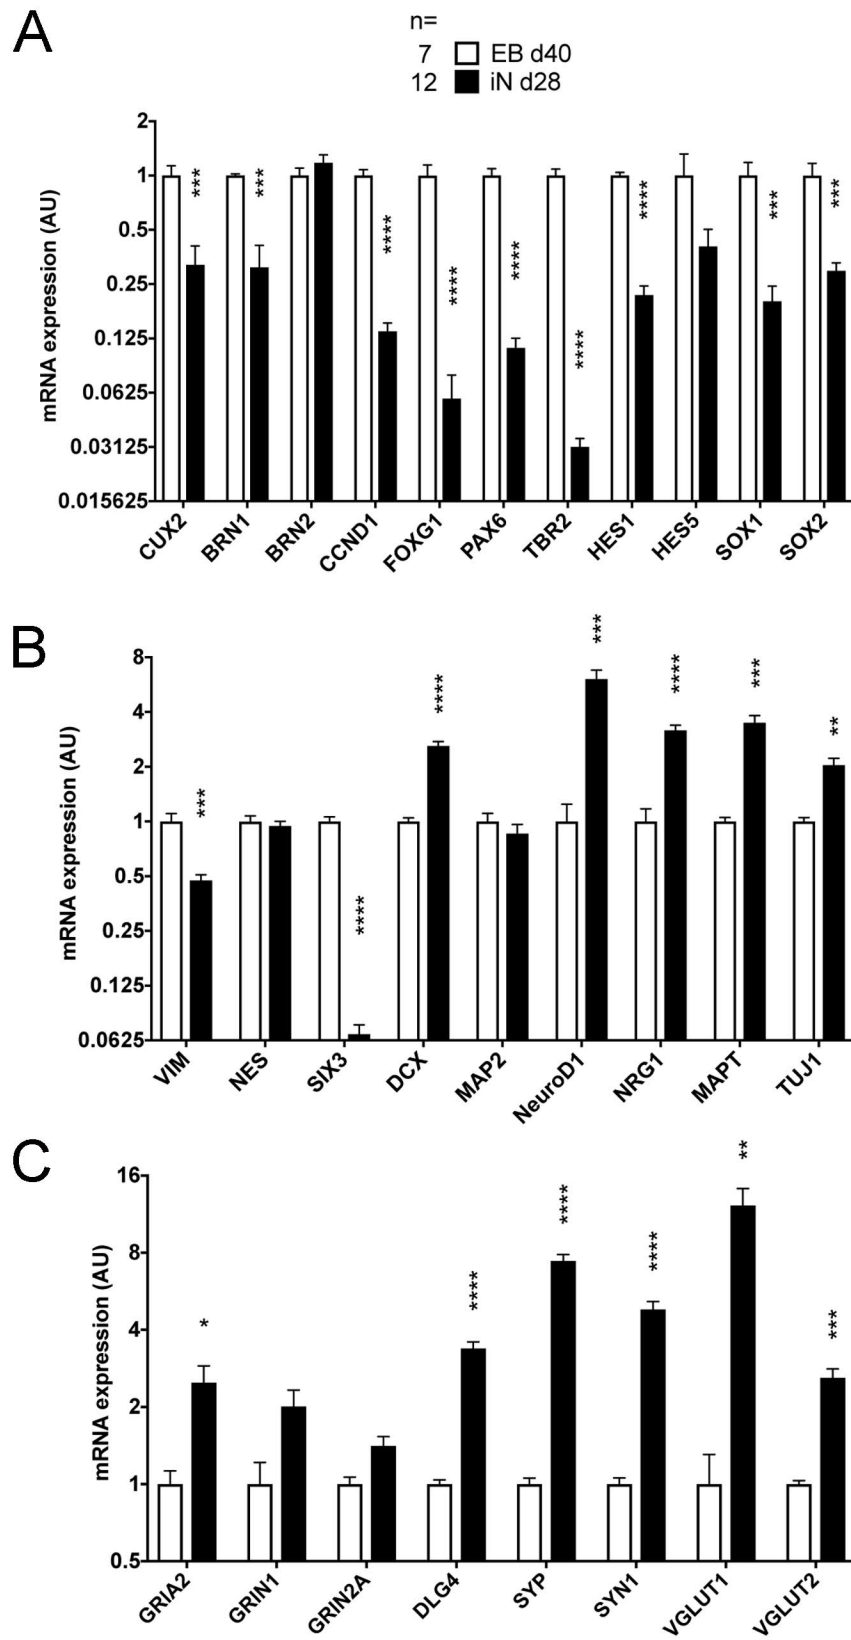 A
n=
7 EB d40
12 iN d28
mRNA expression (AU)
2
1
0.5
0.25
0.125
0.0625
0.03125
0.015625
*** *** **** **** **** **** **** *** ***
CUX2 BRN1 BRN2 CCND1 FOXG1 PAX6 TBR2 HES1 HES5 SOX1 SOX2
B
mRNA expression (AU)
8
4
2
1
0.5
0.25
0.125
0.0625
*** **** **** *** **** *** **
VIM NES SIX3 DCX MAP2 NeuroD1 NRG1 MAPT TUJ1
C
mRNA expression (AU)
16
8
4
2
1
0.5
* **** **** **** ** ***
GRIA2 GRIN1 GRIN2A DLG4 SYP SYN1 VGLUT1 VGLUT2